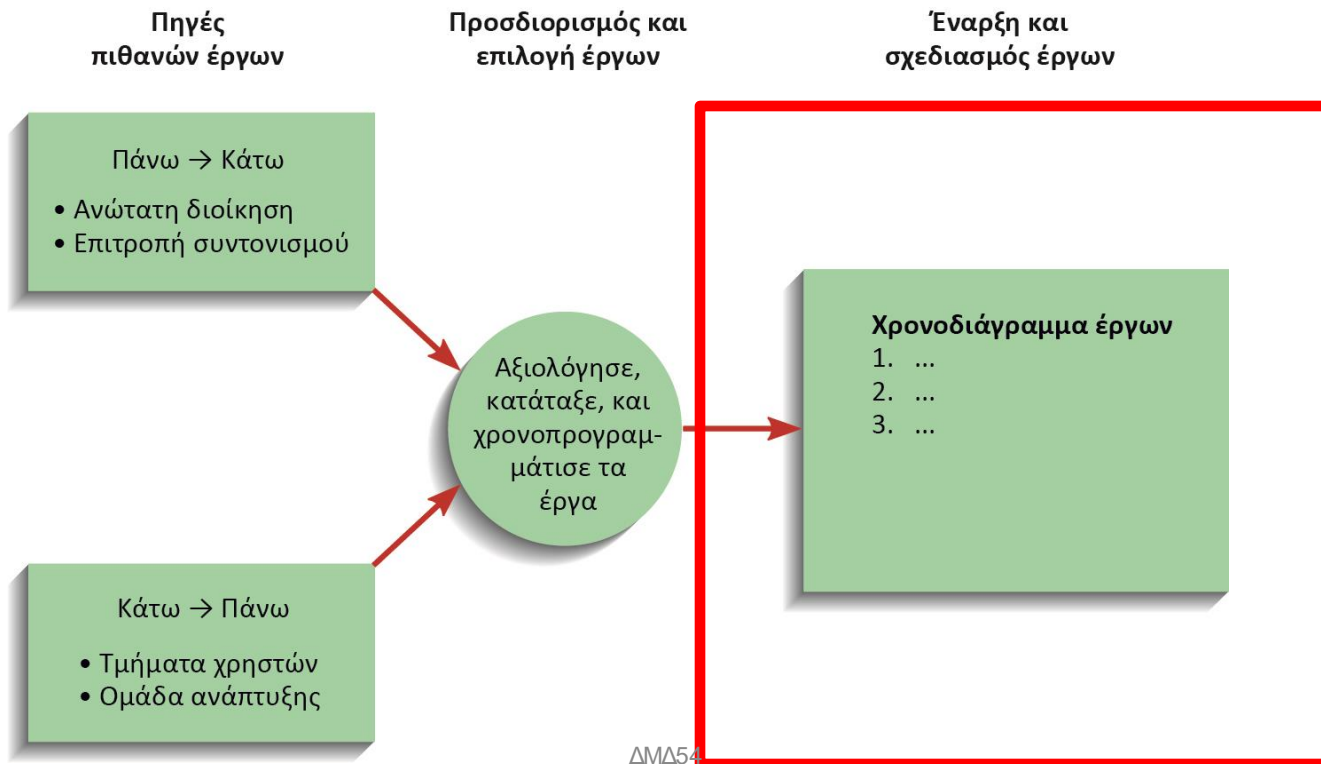 Πηγές
πιθανών έργων
Προσδιορισμός και
επιλογή έργων
Έναρξη και
σχεδιασμός έργων
Πάνω → Κάτω
• Ανώτατη διοίκηση
• Επιτροπή συντονισμού
Αξιολόγησε,
κατάταξε, και
χρονοπρογραμ-
μάτισε τα
έργα
Χρονοδιάγραμμα έργων
1. ...
2. ...
3. ...
Κάτω → Πάνω
• Τμήματα χρηστών
• Ομάδα ανάπτυξης
ΔΜΔ54